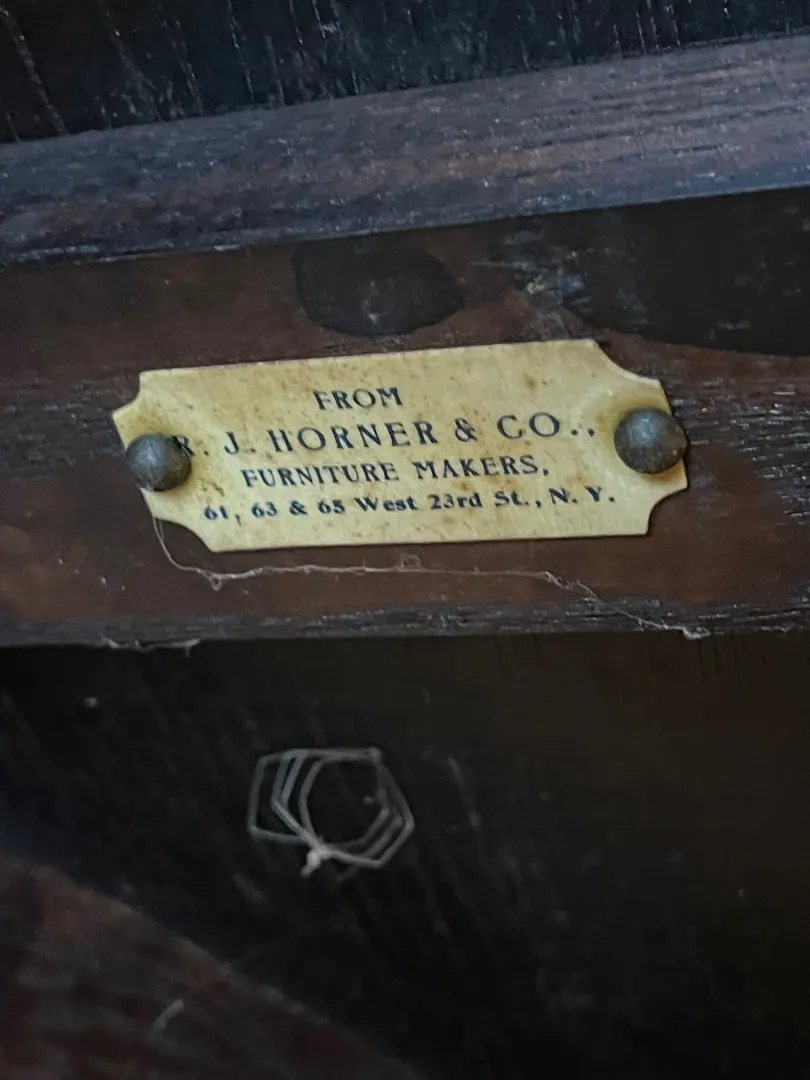 FROM
R. J. HORNER & CO.,
FURNITURE MAKERS,
61, 63 & 65 West 23rd St., N. Y.